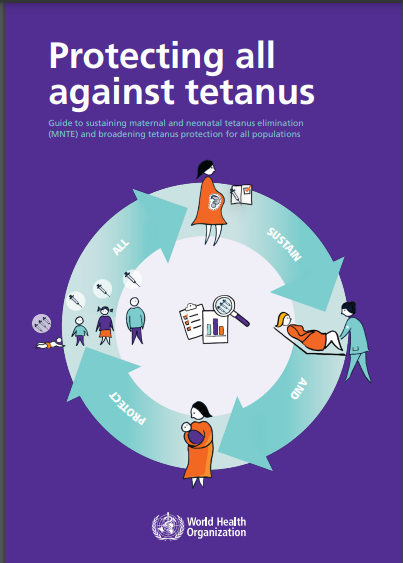 Protecting all
against tetanus
Guide to sustaining maternal and neonatal tetanus elimination
(MNTE) and broadening tetanus protection for all populations
ALL
SUSTAIN
AND
PROTECT
World Health
Organization